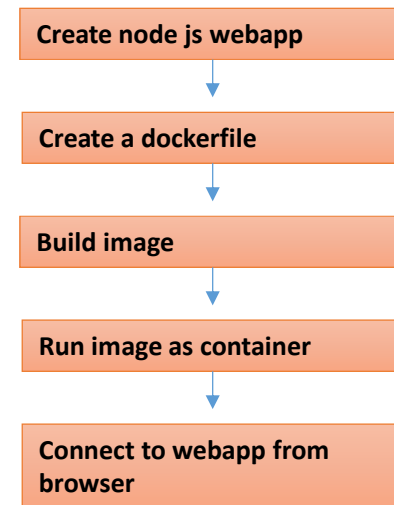 Create node js webapp
Create a dockerfile
Build image
Run image as container
Connect to webapp from
browser